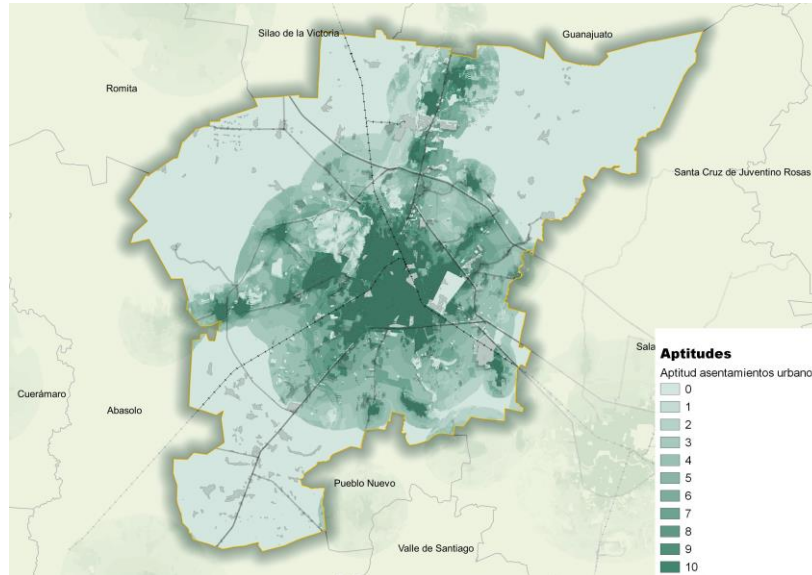 Silao de la Victoria
Guanajuato
Romita
Santa Cruz de Juventino Rosas
Sala
Cuerámaro
Abasolo
Pueblo Nuevo
Valle de Santiago
Aptitudes
Aptitud asentamientos urbano
0
1
2
3
4
5
6
7
8
9
10